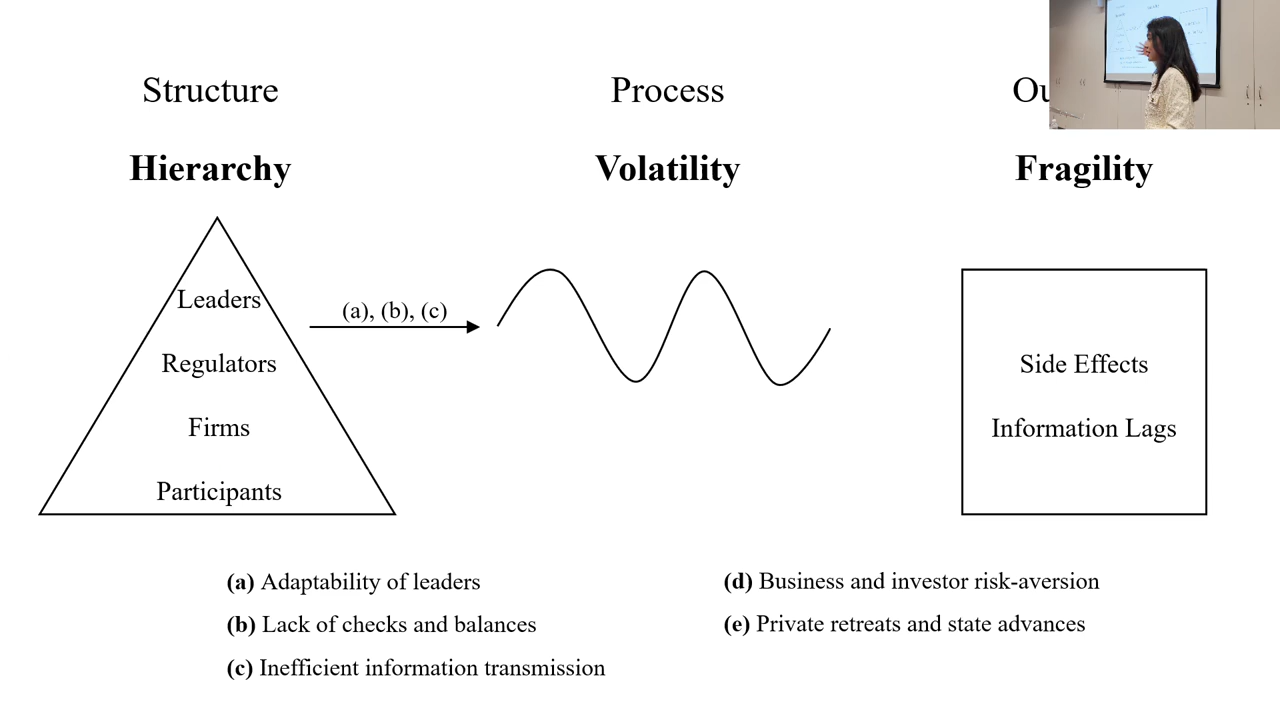 Structure
Process
Hierarchy
Volatility
Fragility
Leaders
Regulators
Firms
Participants
(a), (b), (c)
Side Effects
Information Lags
(a) Adaptability of leaders
(b) Lack of checks and balances
(c) Inefficient information transmission
(d) Business and investor risk-aversion
(e) Private retreats and state advances